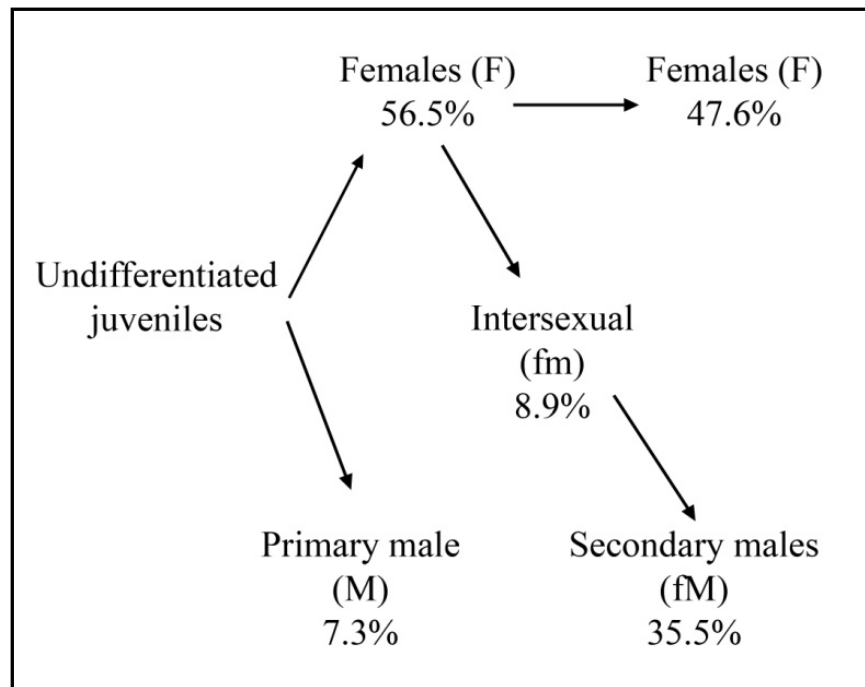 Females (F)
56.5%
Females (F)
47.6%
Undifferentiated
juveniles
Intersexual
(fm)
8.9%
Primary male
(M)
7.3%
Secondary males
(fM)
35.5%